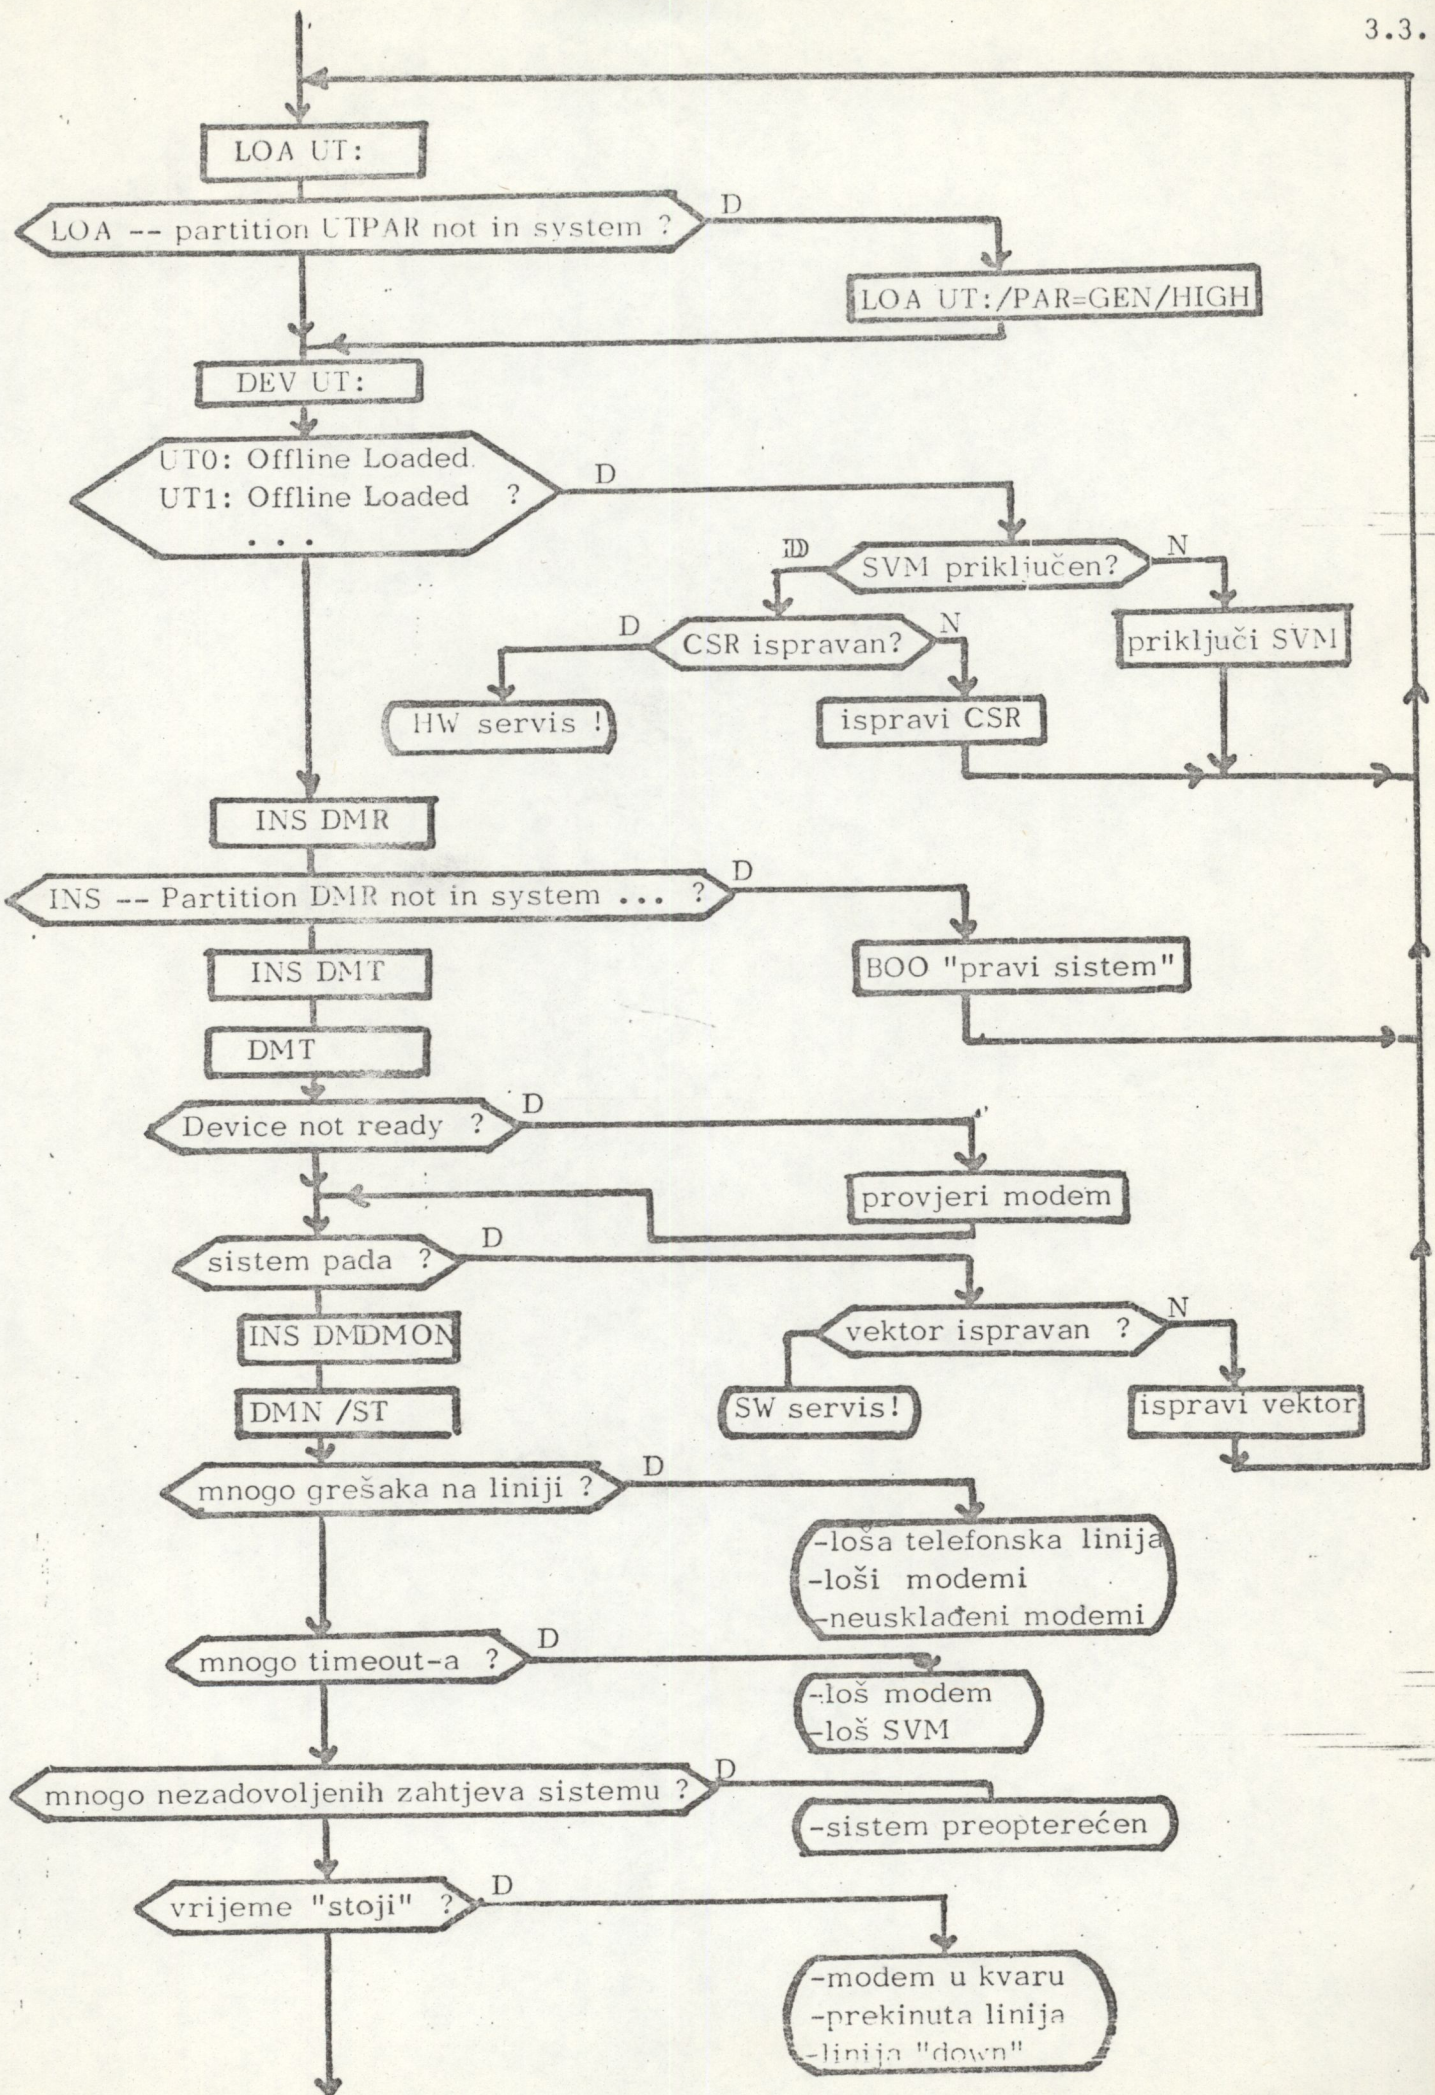 3.3.
LOA UT:
D
LOA -- partition UTPAR not in system ?
LOA UT:/PAR=GEN/HIGH
DEV UT:
UT0: Offline Loaded
D
UT1: Offline Loaded ?
. . .
D
SVM priključen?
N
D
CSR ispravan?
N
priključi SVM
HW servis !
ispravi CSR
INS DMR
D
INS -- Partition DMR not in system ... ?
INS DMT
BOO "pravi sistem"
DMT
D
Device not ready ?
provjeri modem
D
sistem pada ?
N
INS DMDMON
vektor ispravan ?
DMN /ST
SW servis!
ispravi vektor
D
mnogo grešaka na liniji ?
-loša telefonska linija
-loši modemi
-neusklađeni modemi
D
mnogo timeout-a ?
-loš modem
-loš SVM
D
mnogo nezadovoljenih zahtjeva sistemu ?
-sistem preopterećen
D
vrijeme "stoji" ?
-modem u kvaru
-prekinuta linija
-linija "down"